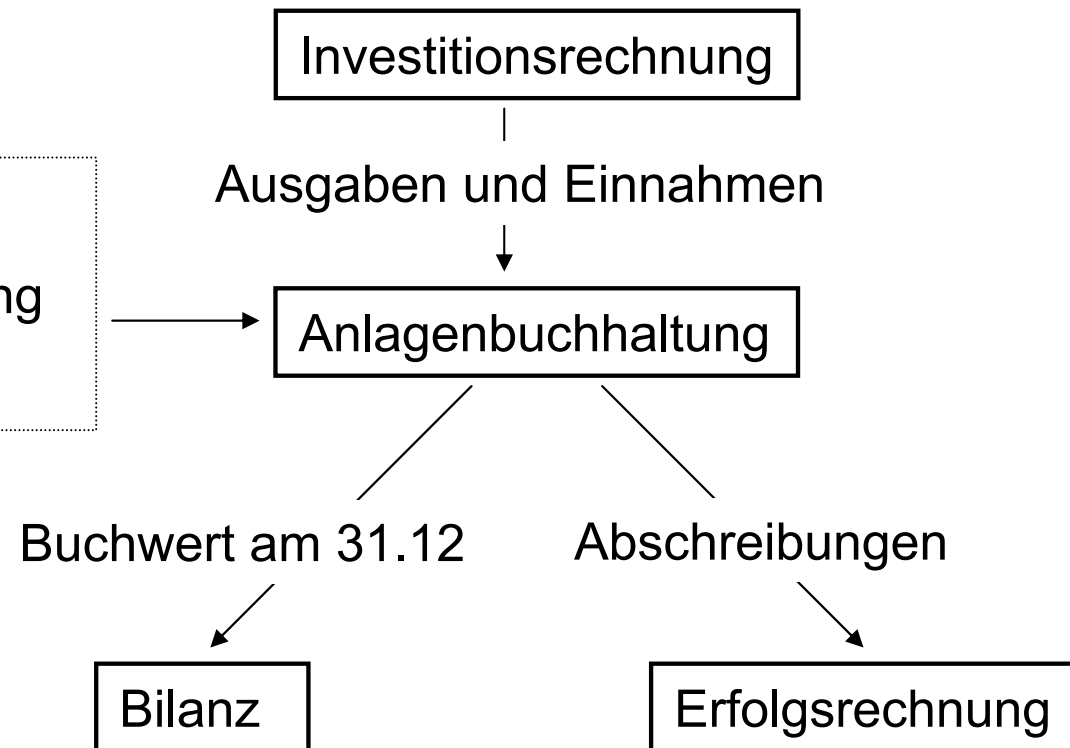 Investitionsrechnung
Ausgaben und Einnahmen
Anlagenbuchhaltung
Buchwert am 31.12
Abschreibungen
Bilanz
Erfolgsrechnung